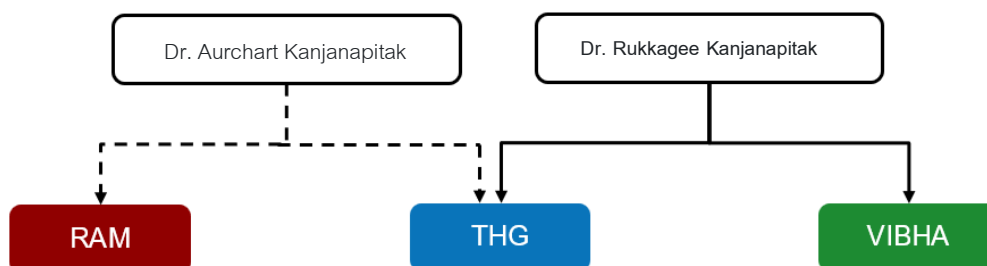 Dr. Aurchart Kanjanapitak
Dr. Rukkagee Kanjanapitak
RAM
THG
VIBHA